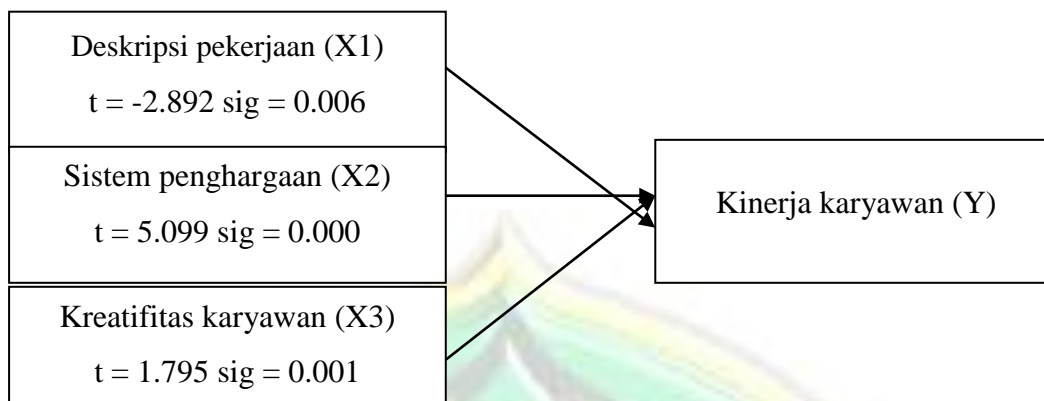 Deskripsi pekerjaan (X1)
t = -2.892 sig = 0.006
Sistem penghargaan (X2)
t = 5.099 sig = 0.000
Kinerja karyawan (Y)
Kreatifitas karyawan (X3)
t = 1.795 sig = 0.001